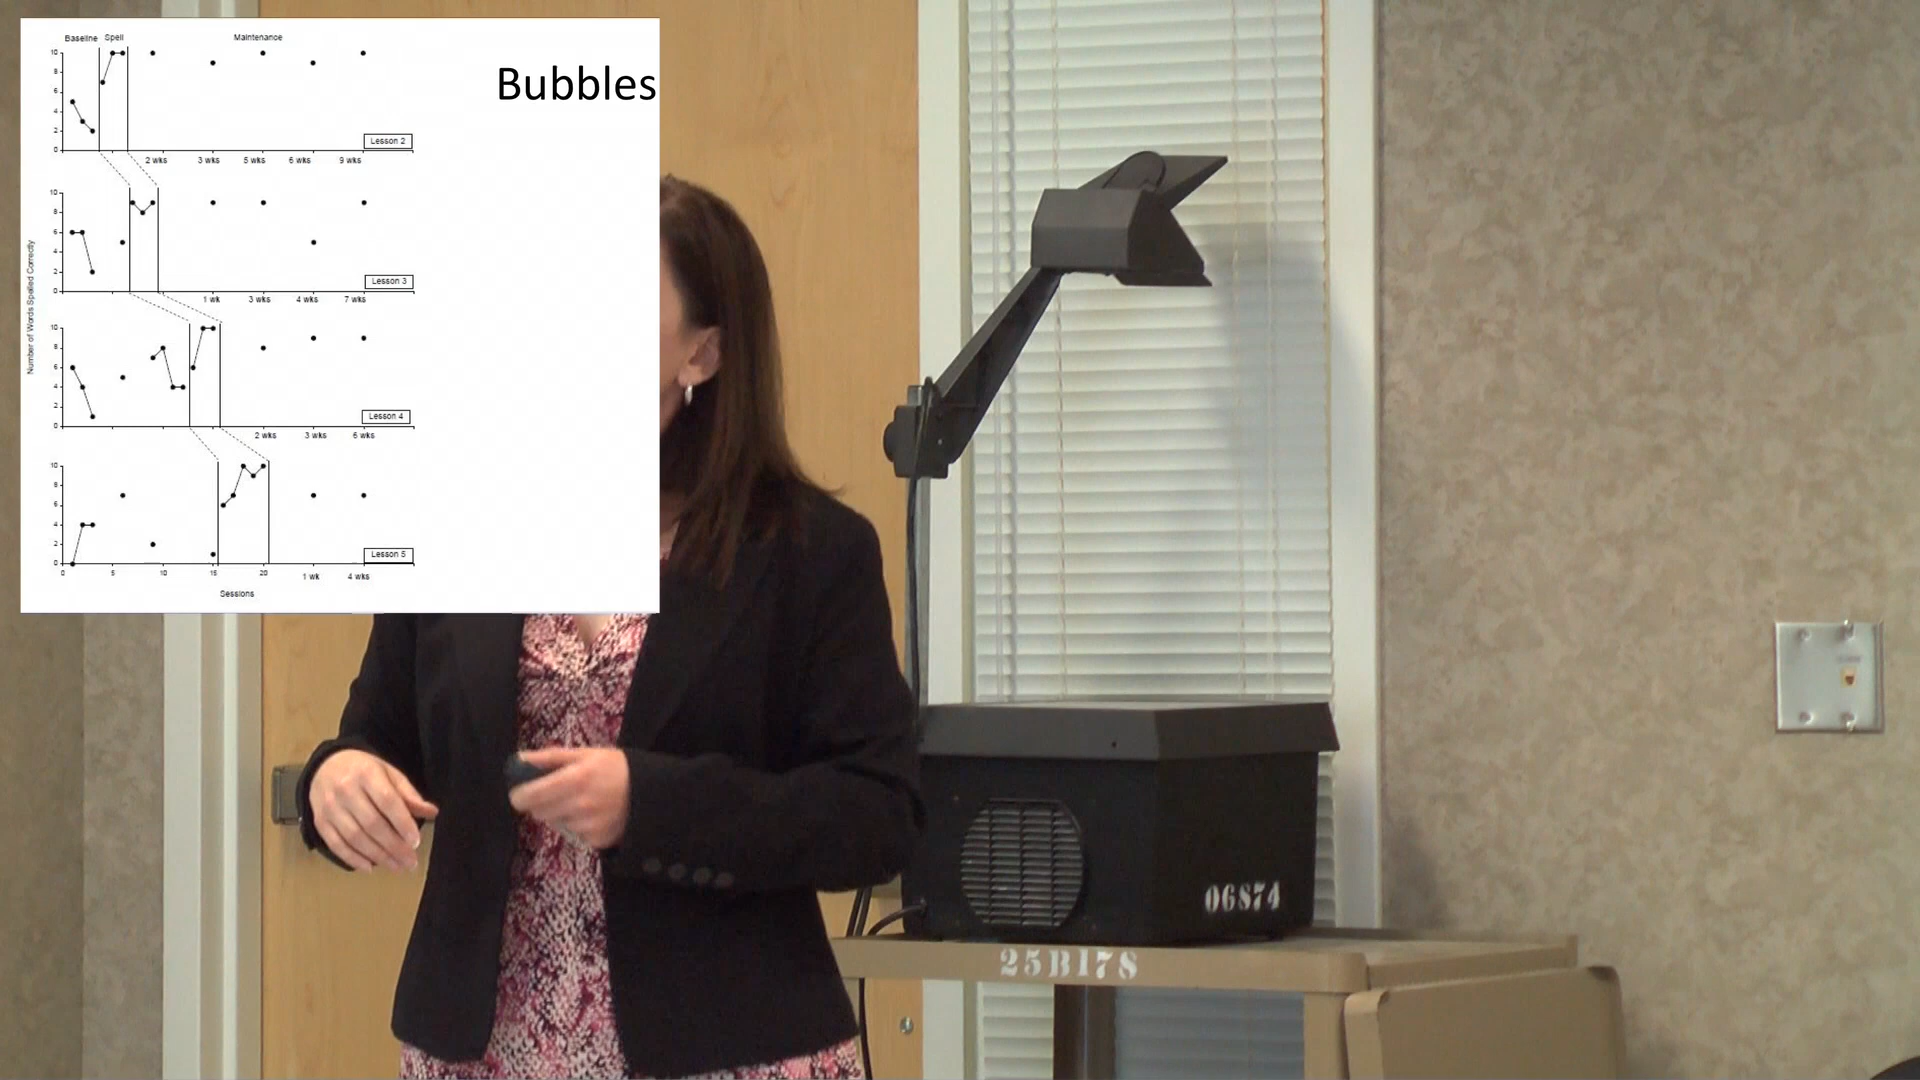 Baseline Spell Maintenance
Bubbles
10
8
6
4
2
0
Lesson 2
2 wks 3 wks 5 wks 6 wks 9 wks
10
8
6
4
2
0
Lesson 3
1 wk 3 wks 4 wks 7 wks
Number of Words Spelled Correctly
10
8
6
4
2
0
Lesson 4
2 wks 3 wks 6 wks
10
8
6
4
2
0
Lesson 5
0 5 10 15 20 1 wk 4 wks
Sessions
06874
25B178